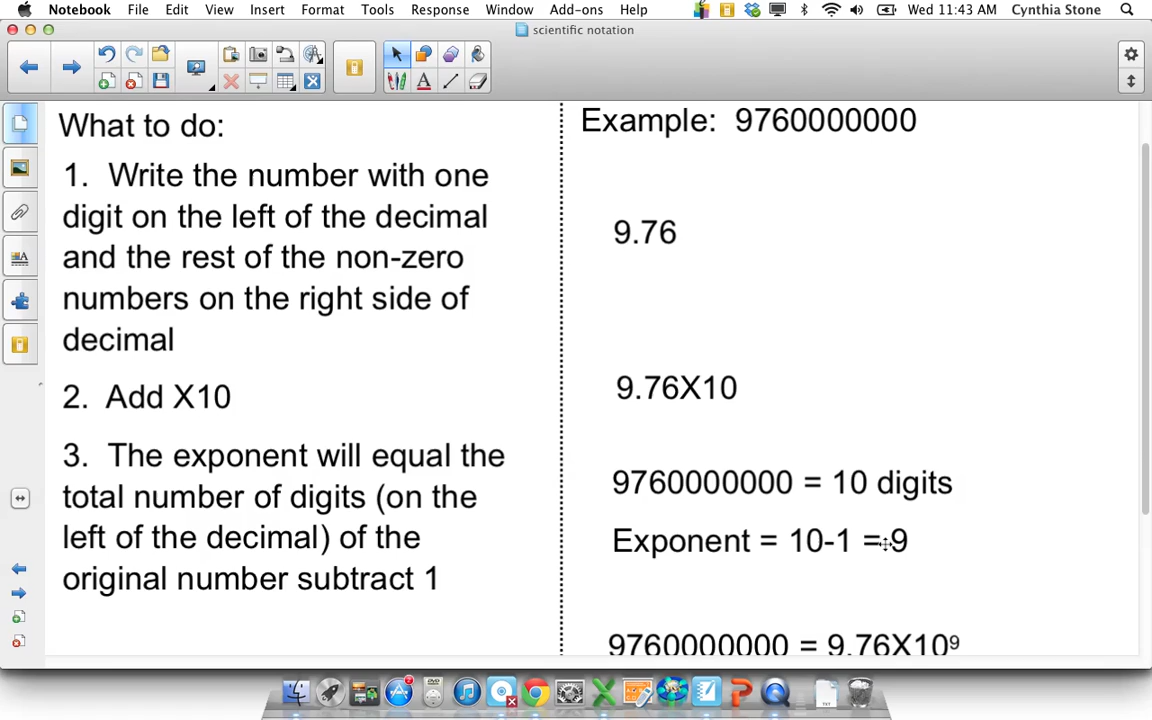 Notebook File Edit View Insert Format Tools Response Window Add-ons Help Wed 11:43 AM Cynthia Stone
scientific notation
What to do:
1. Write the number with one
digit on the left of the decimal
and the rest of the non-zero
numbers on the right side of
decimal
2. Add X10
3. The exponent will equal the
total number of digits (on the
left of the decimal) of the
original number subtract 1
Example: 9760000000
9.76
9.76X10
9760000000 = 10 digits
Exponent = 10-1 = 9
9760000000 = 9.76X10⁹